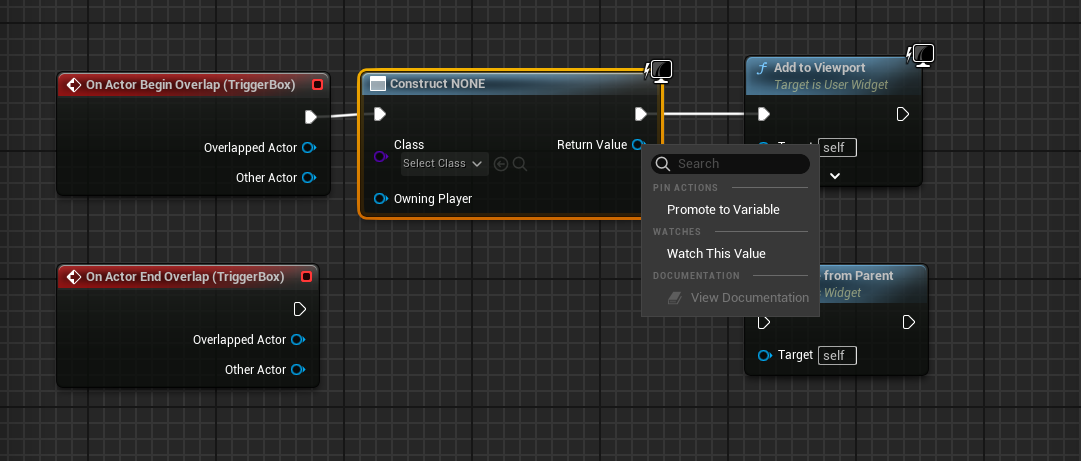 On Actor Begin Overlap (TriggerBox)
Overlapped Actor
Other Actor
Construct NONE
Class
Select Class
Return Value
Owning Player
Add to Viewport
Target is User Widget
self
Search
PIN ACTIONS
Promote to Variable
WATCHES
Watch This Value
DOCUMENTATION
View Documentation
On Actor End Overlap (TriggerBox)
Overlapped Actor
Other Actor
from Parent
Widget
Target
self